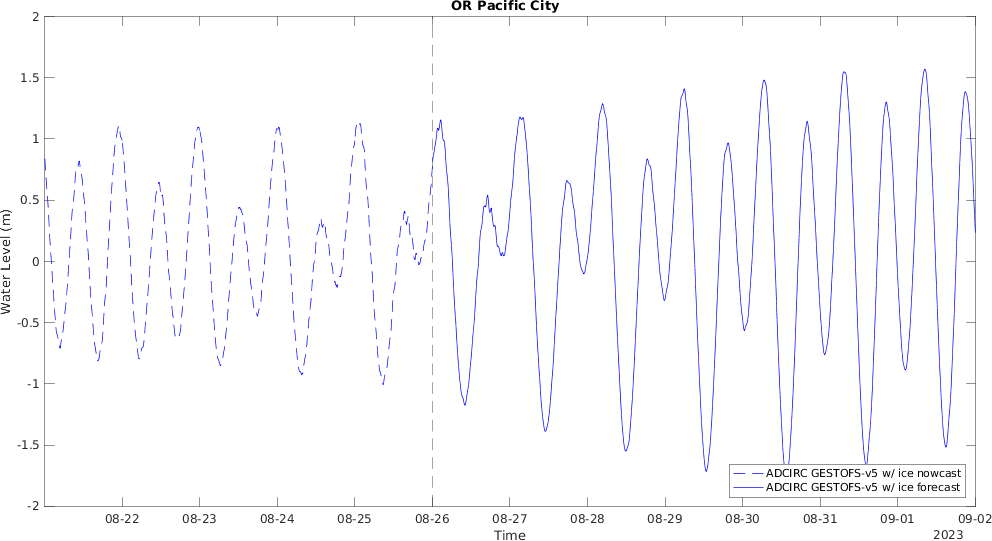 OR Pacific City
2
1.5
1
0.5
0
-0.5
-1
-1.5
-2
Water Level (m)
ADCIRC GESTOFS-v5 w/ ice nowcast
ADCIRC GESTOFS-v5 w/ ice forecast
08-22 08-23 08-24 08-25 08-26 08-27 08-28 08-29 08-30 08-31 09-01 09-02
Time
2023